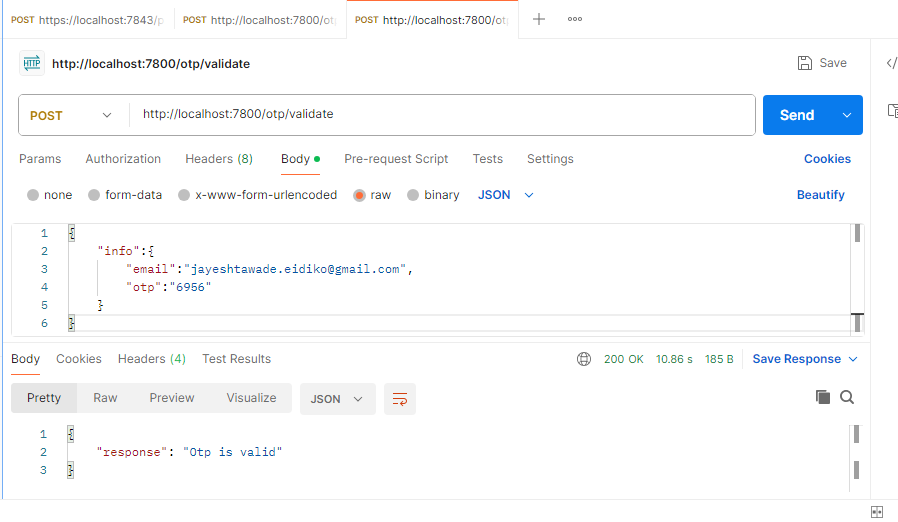 POST https://localhost:7843/p POST http://localhost:7800/ot POST http://localhost:7800/ot
HTTP http://localhost:7800/otp/validate Save
POST http://localhost:7800/otp/validate Send
Params Authorization Headers (8) Body Pre-request Script Tests Settings Cookies
none form-data x-www-form-urlencoded raw binary JSON Beautify
1 {
2 "info":{
3 "email":"jayeshtawade.eidiko@gmail.com",
4 "otp":"6956"
5 }
6 }
Body Cookies Headers (4) Test Results 200 OK 10.86 s 185 B Save Response
Pretty Raw Preview Visualize JSON
1 {
2 "response": "Otp is valid"
3 }